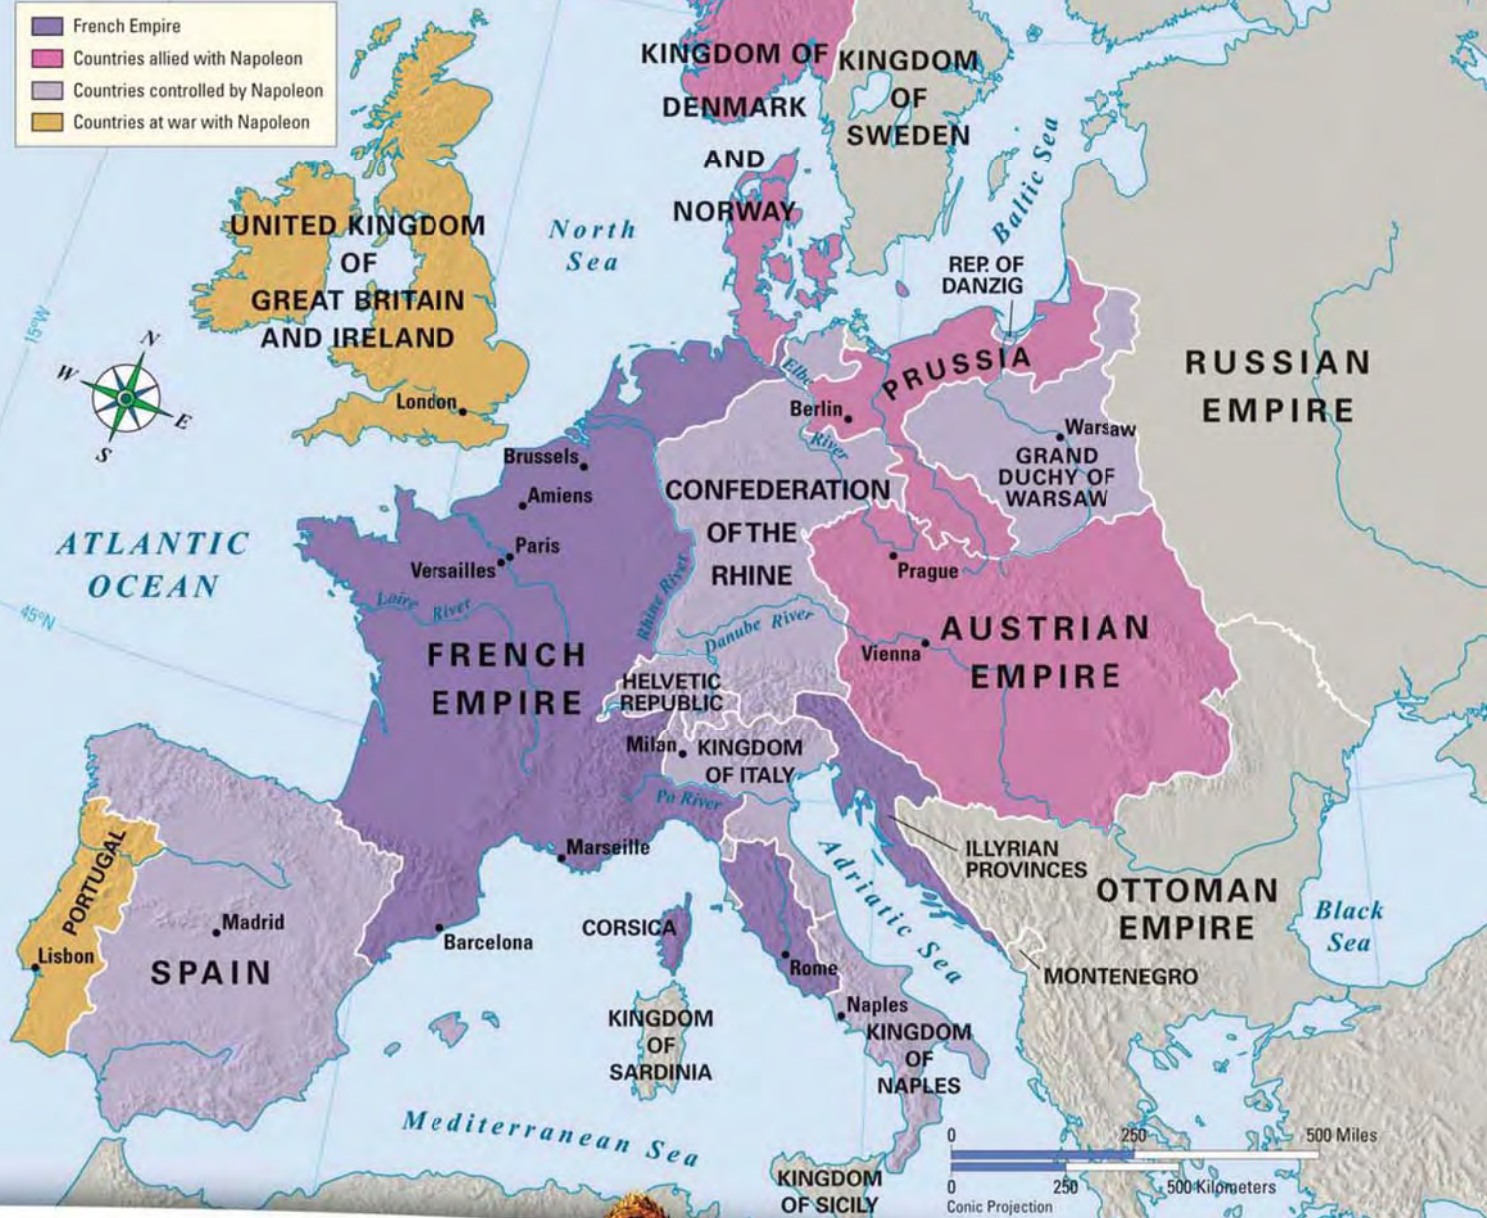 French Empire
Countries allied with Napoleon
Countries controlled by Napoleon
Countries at war with Napoleon
KINGDOM OF
DENMARK
AND
NORWAY
KINGDOM
OF
SWEDEN
Baltic Sea
North
Sea
UNITED KINGDOM
OF
GREAT BRITAIN
AND IRELAND
London
15°W
N
W
E
S
REP. OF
DANZIG
PRUSSIA
RUSSIAN
EMPIRE
Elbe
River
Berlin
Warsaw
GRAND
DUCHY OF
WARSAW
Brussels
Amiens
Paris
Versailles
CONFEDERATION
OF THE
RHINE
ATLANTIC
OCEAN
45°N
Loire River
Rhine River
Danube River
Prague
Vienna
AUSTRIAN
EMPIRE
FRENCH
EMPIRE
HELVETIC
REPUBLIC
Milan
KINGDOM
OF ITALY
Po River
Marseille
ILLYRIAN
PROVINCES
OTTOMAN
EMPIRE
Black
Sea
PORTUGAL
Lisbon
Madrid
SPAIN
Barcelona
CORSICA
Adriatic Sea
Rome
MONTENEGRO
Naples
KINGDOM
OF
NAPLES
KINGDOM
OF
SARDINIA
Mediterranean Sea
KINGDOM
OF SICILY
0 250 500 Miles
0 250 500 Kilometers
Conic Projection